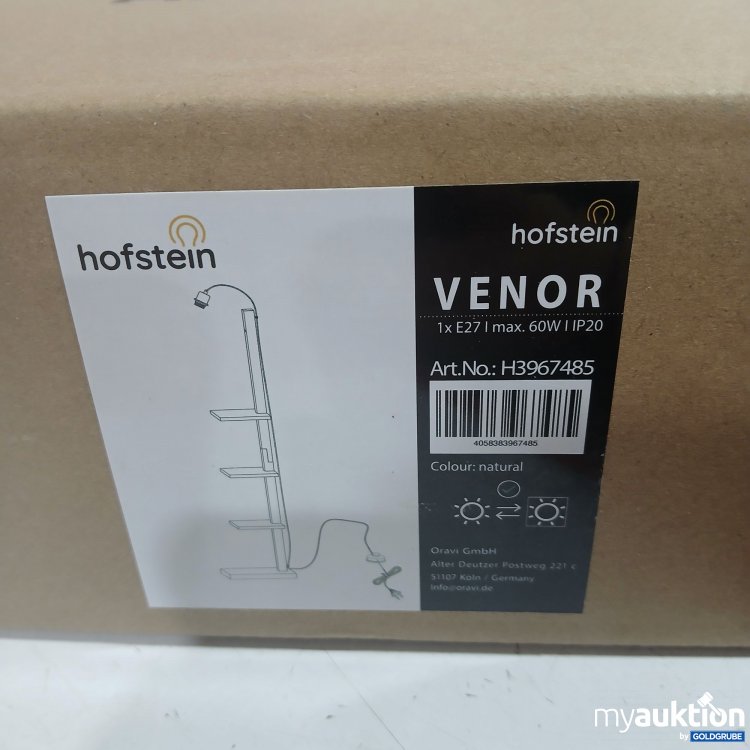 hofstein
hofstein
VENOR
1x E27 I max. 60W I IP20
Art.No.: H3967485
4058383967485
Colour: natural
Oravi GmbH
Alter Deutzer Postweg 221 c
51107 Köln / Germany
info@oravi.de
myauktion
by GOLDGRUBE